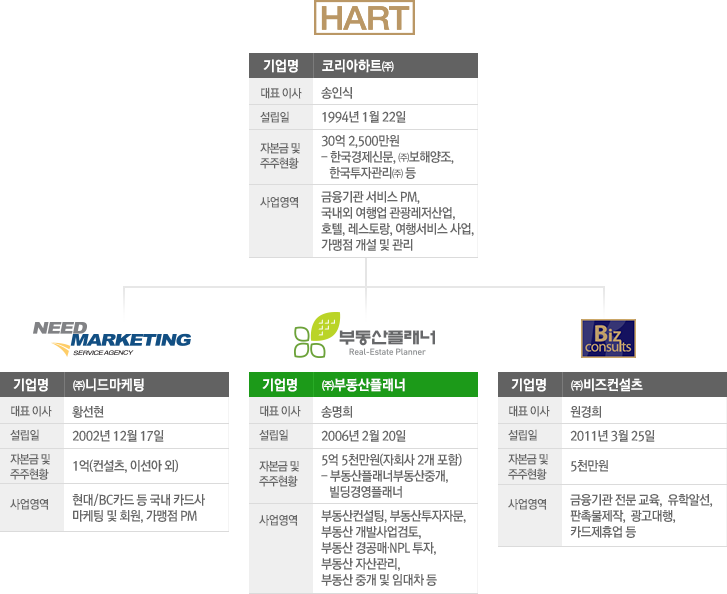 HART
기업명 코리아하트㈜
대표 이사 송인식
설립일 1994년 1월 22일
자본금 및 주주현황
30억 2,500만원
– 한국경제신문, ㈜보해양조,
한국투자관리㈜ 등
사업영역
금융기관 서비스 PM,
국내외 여행업 관광레저산업,
호텔, 레스토랑, 여행서비스 사업,
가맹점 개설 및 관리
NEED
MARKETING
SERVICE AGENCY
기업명 ㈜니드마케팅
대표 이사 황선현
설립일 2002년 12월 17일
자본금 및
주주현황
1억(컨설츠, 이선아 외)
사업영역
현대/BC카드 등 국내 카드사
마케팅 및 회원, 가맹점 PM
부동산플래너
Real-Estate Planner
기업명 ㈜부동산플래너
대표 이사 송명희
설립일 2006년 2월 20일
자본금 및
주주현황
5억 5천만원(자회사 2개 포함)
– 부동산플래너부동산중개,
빌딩경영플래너
사업영역
부동산컨설팅, 부동산투자자문,
부동산 개발사업검토,
부동산 경공매·NPL 투자,
부동산 자산관리,
부동산 중개 및 임대차 등
Biz
consults
기업명 ㈜비즈컨설츠
대표 이사 원경희
설립일 2011년 3월 25일
자본금 및
주주현황
5천만원
사업영역
금융기관 전문 교육, 유학알선,
판촉물제작, 광고대행,
카드제휴업 등